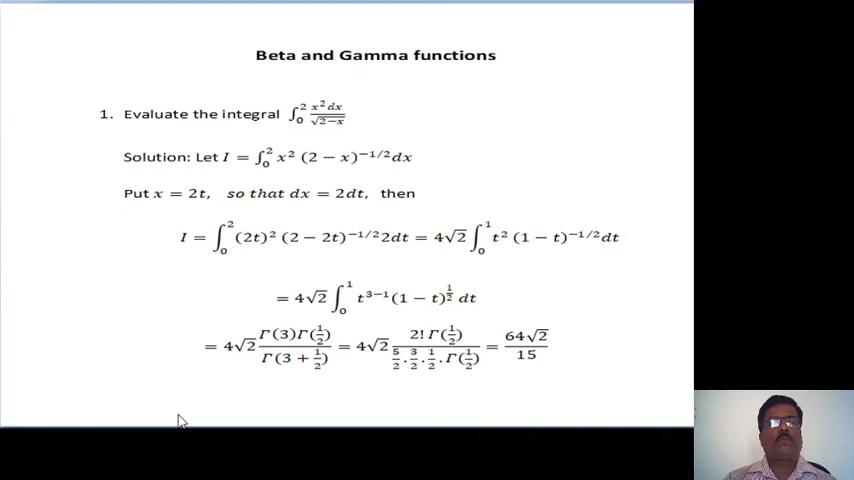 Beta and Gamma functions
1. Evaluate the integral ∫₀² x²dx/√(2−x)
Solution: Let I = ∫₀² x² (2 − x)^(−1/2) dx
Put x = 2t, so that dx = 2dt, then
I = ∫₀² (2t)² (2 − 2t)^(−1/2) 2dt = 4√2 ∫₀¹ t² (1 − t)^(−1/2) dt
= 4√2 ∫₀¹ t^(3−1) (1 − t)^(1/2) dt
= 4√2 Γ(3)Γ(1/2)/Γ(3 + 1/2) = 4√2 2! Γ(1/2)/(5/2 . 3/2 . 1/2 . Γ(1/2)) = 64√2/15